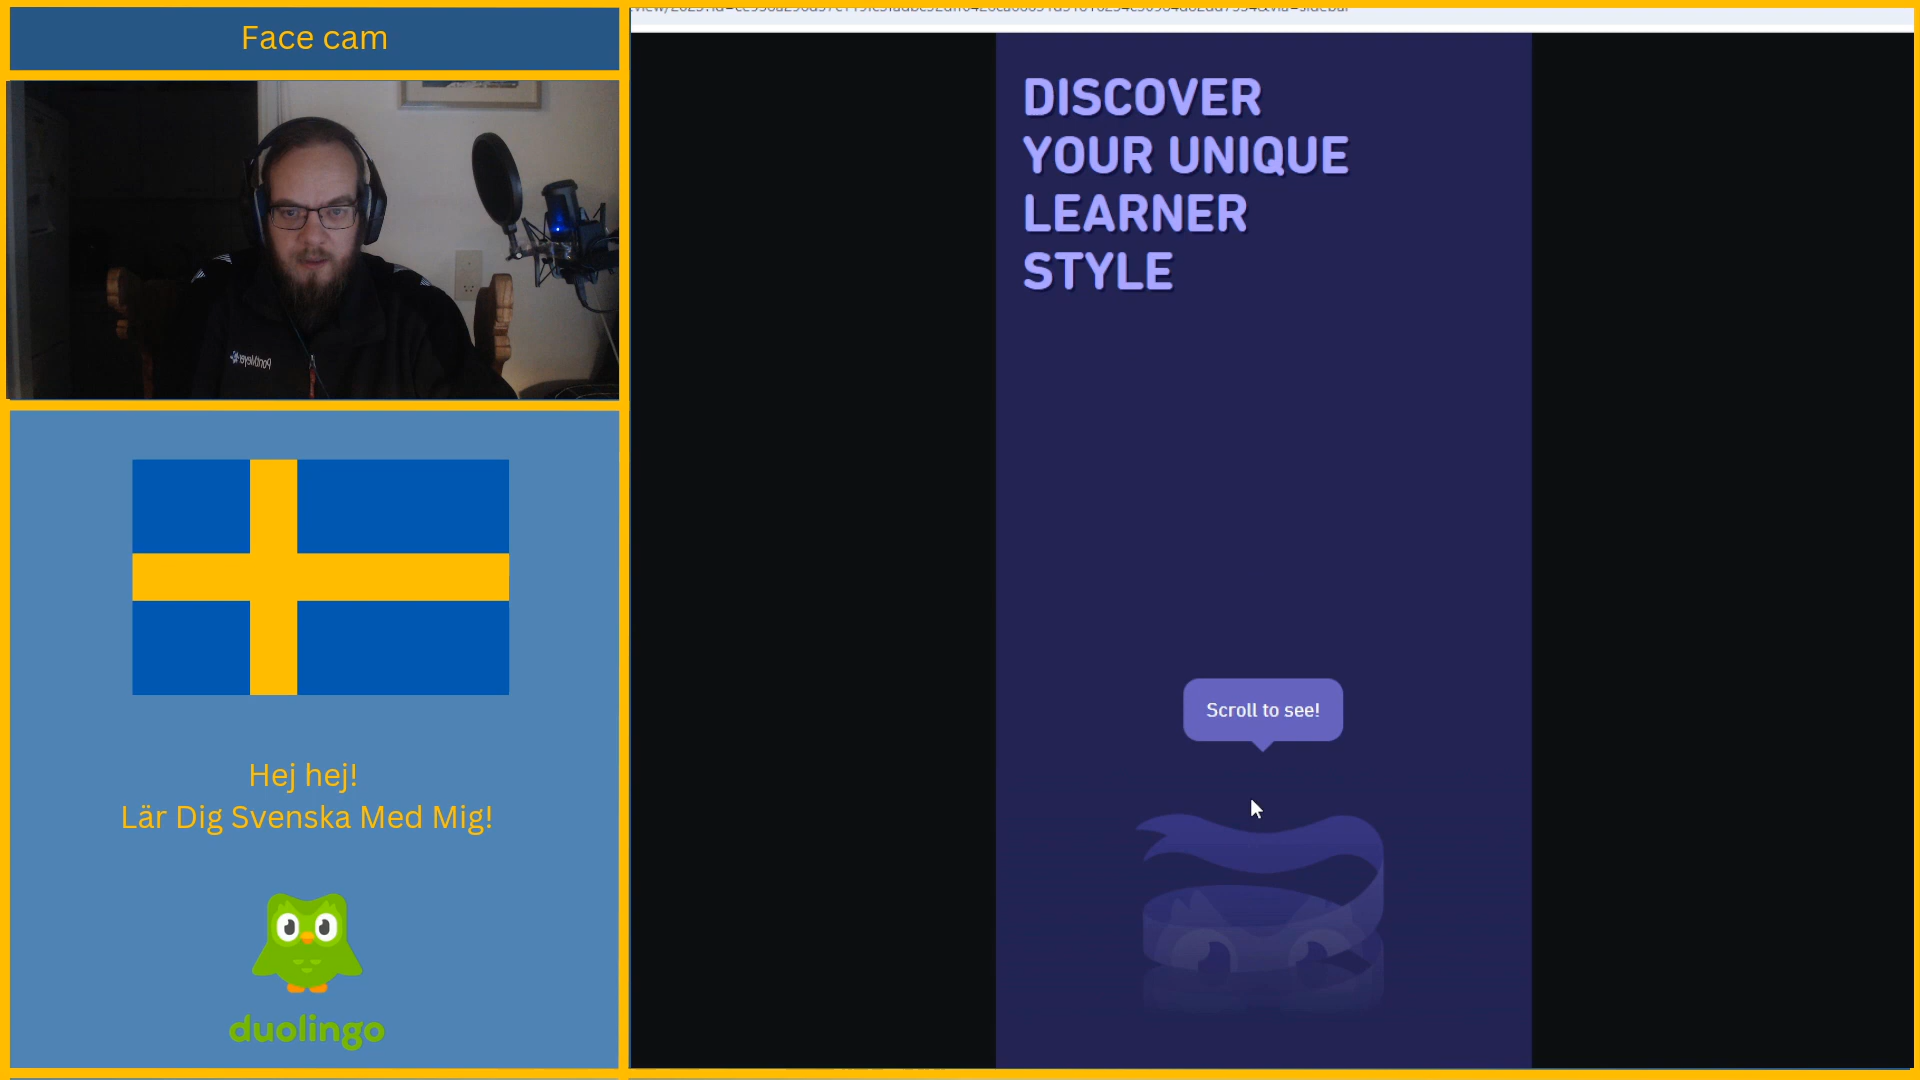 Face cam
DISCOVER
YOUR UNIQUE
LEARNER
STYLE
Scroll to see!
Hej hej!
Lär Dig Svenska Med Mig!
duolingo